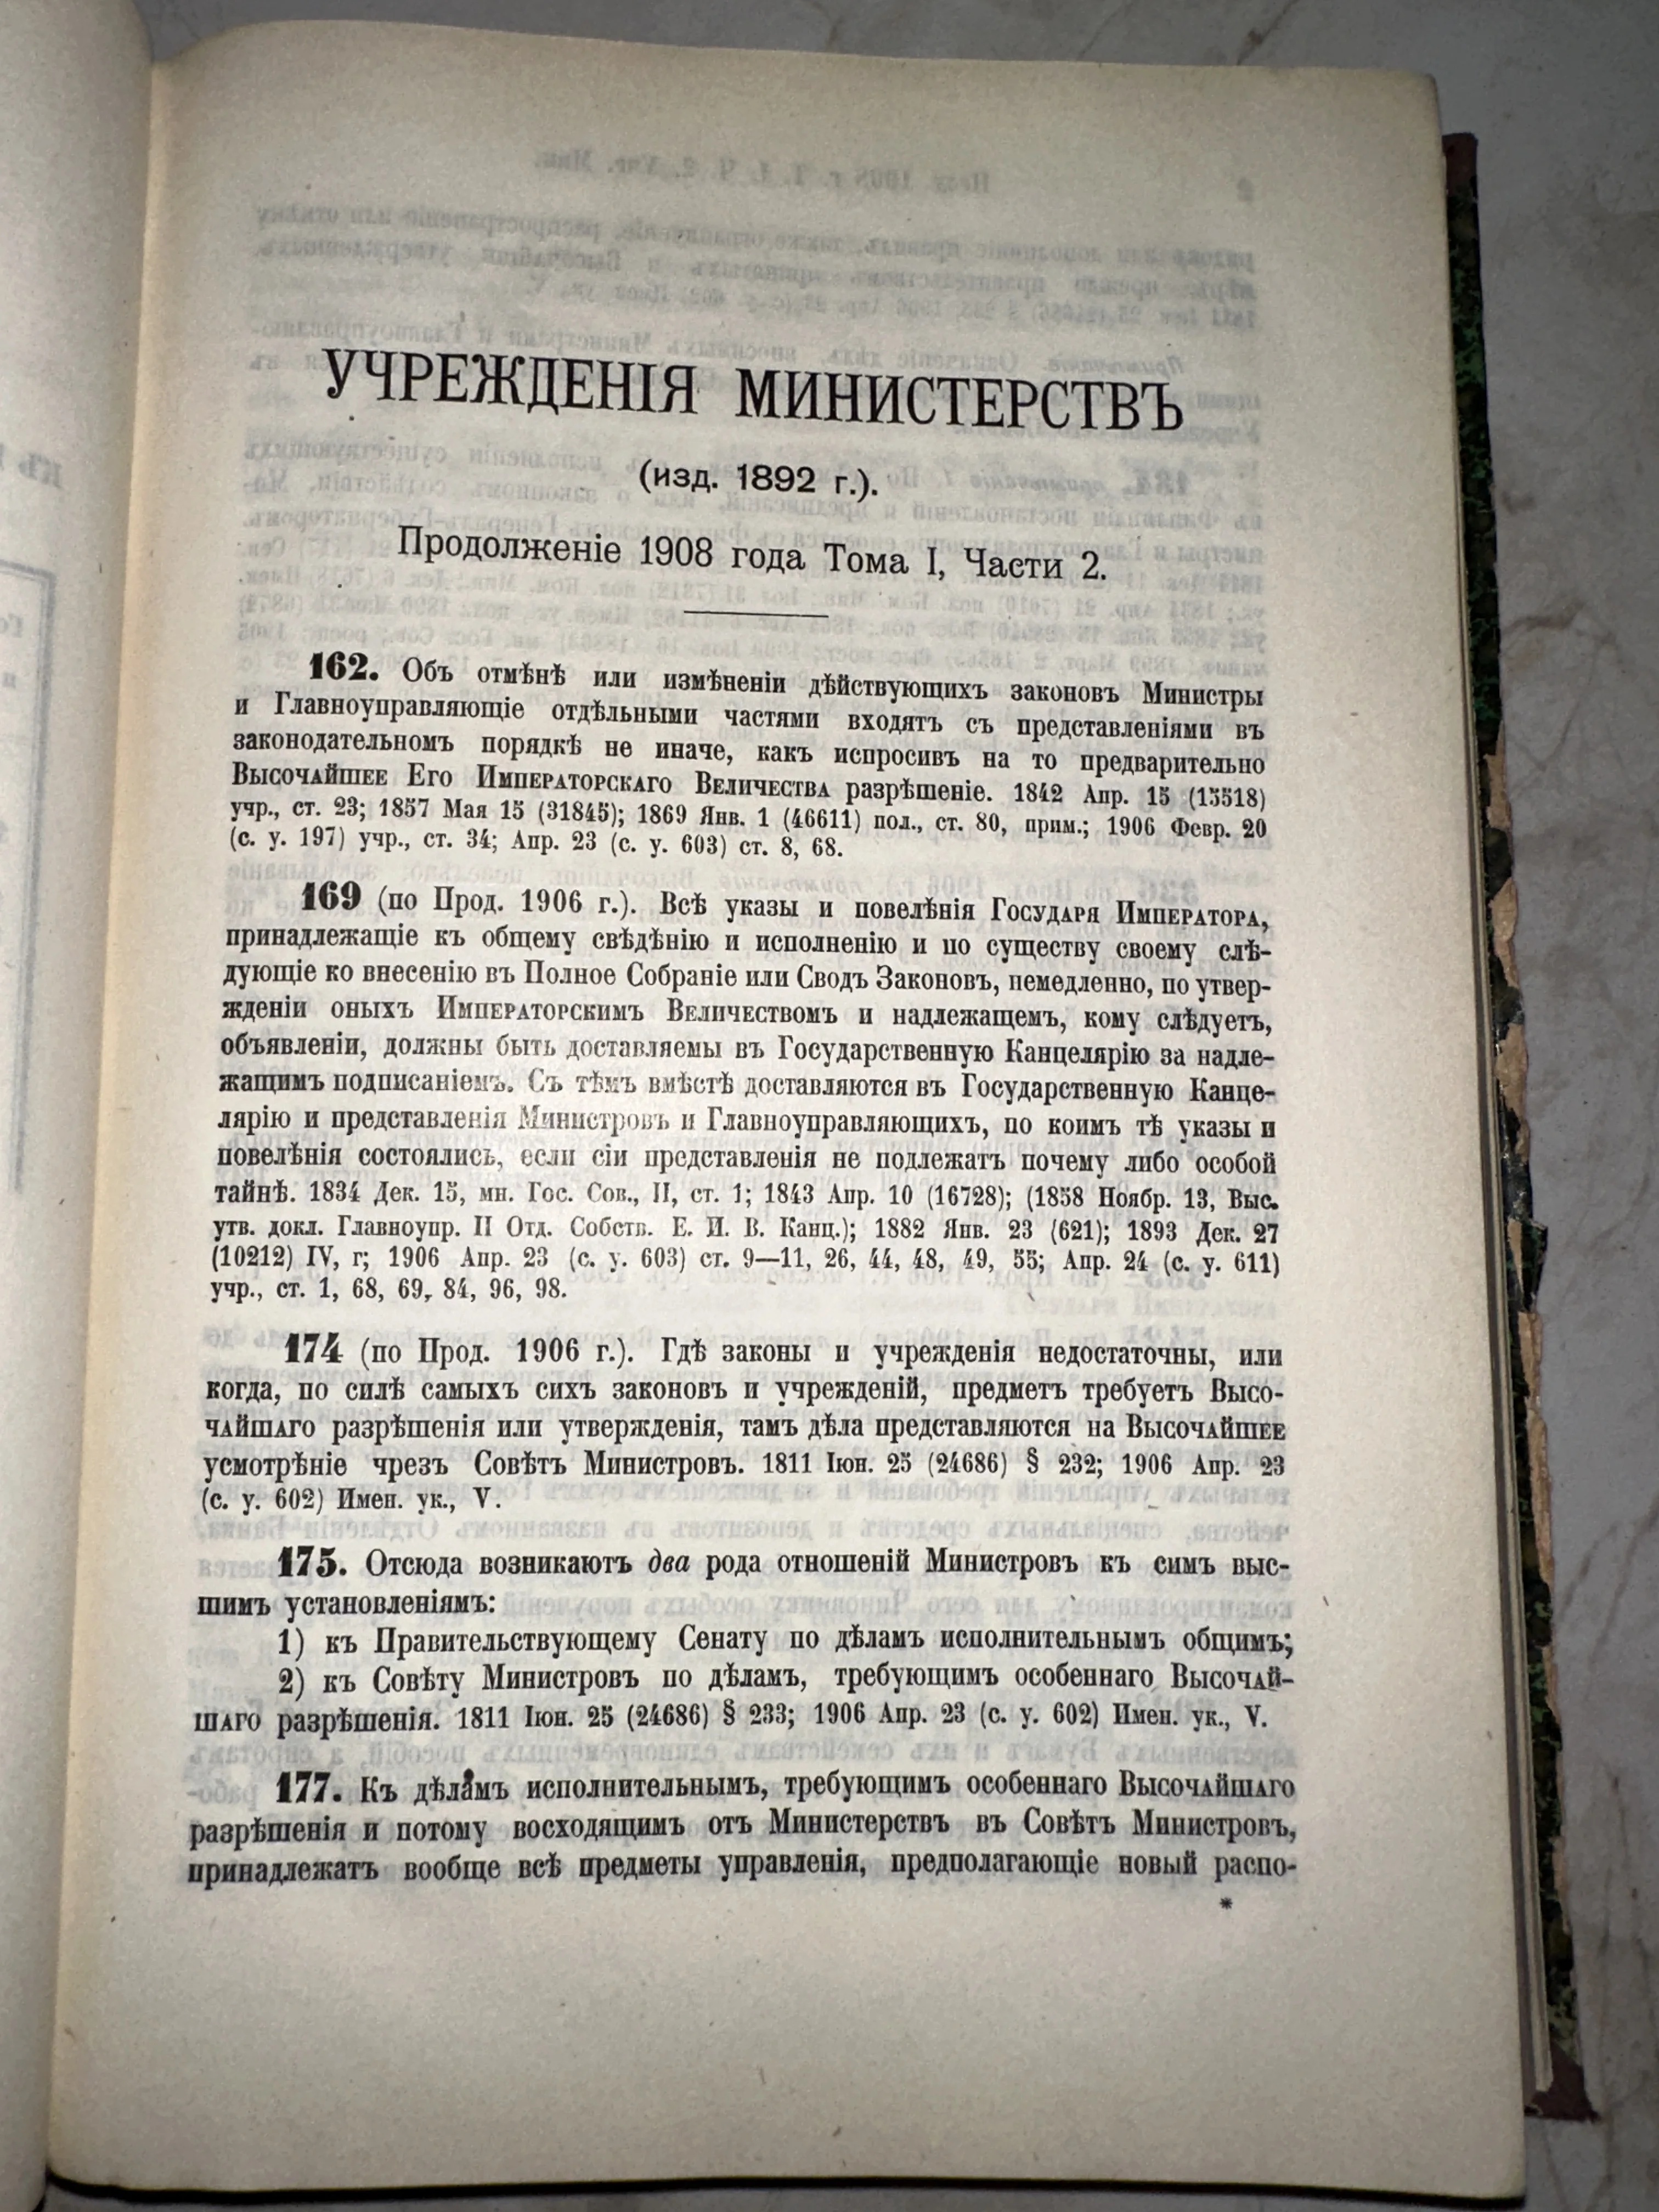 УЧРЕЖДЕНІЯ МИНИСТЕРСТВЪ
(изд. 1892 г.).
Продолженіе 1908 года Тома I, Части 2.
162. Объ отмѣнѣ или измѣненіи дѣйствующихъ законовъ Министры
и Главноуправляющіе отдѣльными частями входятъ съ представленіями въ
законодательномъ порядкѣ не иначе, какъ испросивъ на то предварительно
Высочайшее Его Императорскаго Величества разрѣшеніе. 1842 Апр. 15 (15518)
учр., ст. 23; 1857 Мая 15 (31845); 1869 Янв. 1 (46611) пол., ст. 80, прим.; 1906 Февр. 20
(с. у. 197) учр., ст. 34; Апр. 23 (с. у. 603) ст. 8, 68.
169 (по Прод. 1906 г.). Всѣ указы и повелѣнія Государя Императора,
принадлежащіе къ общему свѣдѣнію и исполненію и по существу своему слѣ-
дующіе ко внесенію въ Полное Собраніе или Сводъ Законовъ, немедленно, по утвер-
жденіи оныхъ Императорскимъ Величествомъ и надлежащемъ, кому слѣдуетъ,
объявленіи, должны быть доставляемы въ Государственную Канцелярію за надле-
жащимъ подписаніемъ. Съ тѣмъ вмѣстѣ доставляются въ Государственную Канце-
лярію и представленія Министровъ и Главноуправляющихъ, по коимъ тѣ указы и
повелѣнія состоялись, если сіи представленія не подлежатъ почему либо особой
тайнѣ. 1834 Дек. 15, мн. Гос. Сов., II, ст. 1; 1843 Апр. 10 (16728); (1858 Ноябр. 13, Выс.
утв. докл. Главноупр. II Отд. Собств. Е. И. В. Канц.); 1882 Янв. 23 (621); 1893 Дек. 27
(10212) IV, г; 1906 Апр. 23 (с. у. 603) ст. 9—11, 26, 44, 48, 49, 55; Апр. 24 (с. у. 611)
учр., ст. 1, 68, 69, 84, 96, 98.
174 (по Прод. 1906 г.). Гдѣ законы и учрежденія недостаточны, или
когда, по силѣ самыхъ сихъ законовъ и учрежденій, предметъ требуетъ Высо-
чайшаго разрѣшенія или утвержденія, тамъ дѣла представляются на Высочайшее
усмотрѣніе чрезъ Совѣтъ Министровъ. 1811 Іюн. 25 (24686) § 232; 1906 Апр. 23
(с. у. 602) Имен. ук., V.
175. Отсюда возникаютъ два рода отношеній Министровъ къ симъ выс-
шимъ установленіямъ:
1) къ Правительствующему Сенату по дѣламъ исполнительнымъ общимъ;
2) къ Совѣту Министровъ по дѣламъ, требующимъ особеннаго Высочай-
шаго разрѣшенія. 1811 Іюн. 25 (24686) § 233; 1906 Апр. 23 (с. у. 602) Имен. ук., V.
177. Къ дѣламъ исполнительнымъ, требующимъ особеннаго Высочайшаго
разрѣшенія и потому восходящимъ отъ Министерствъ въ Совѣтъ Министровъ,
принадлежатъ вообще всѣ предметы управленія, предполагающіе новый распо-
*